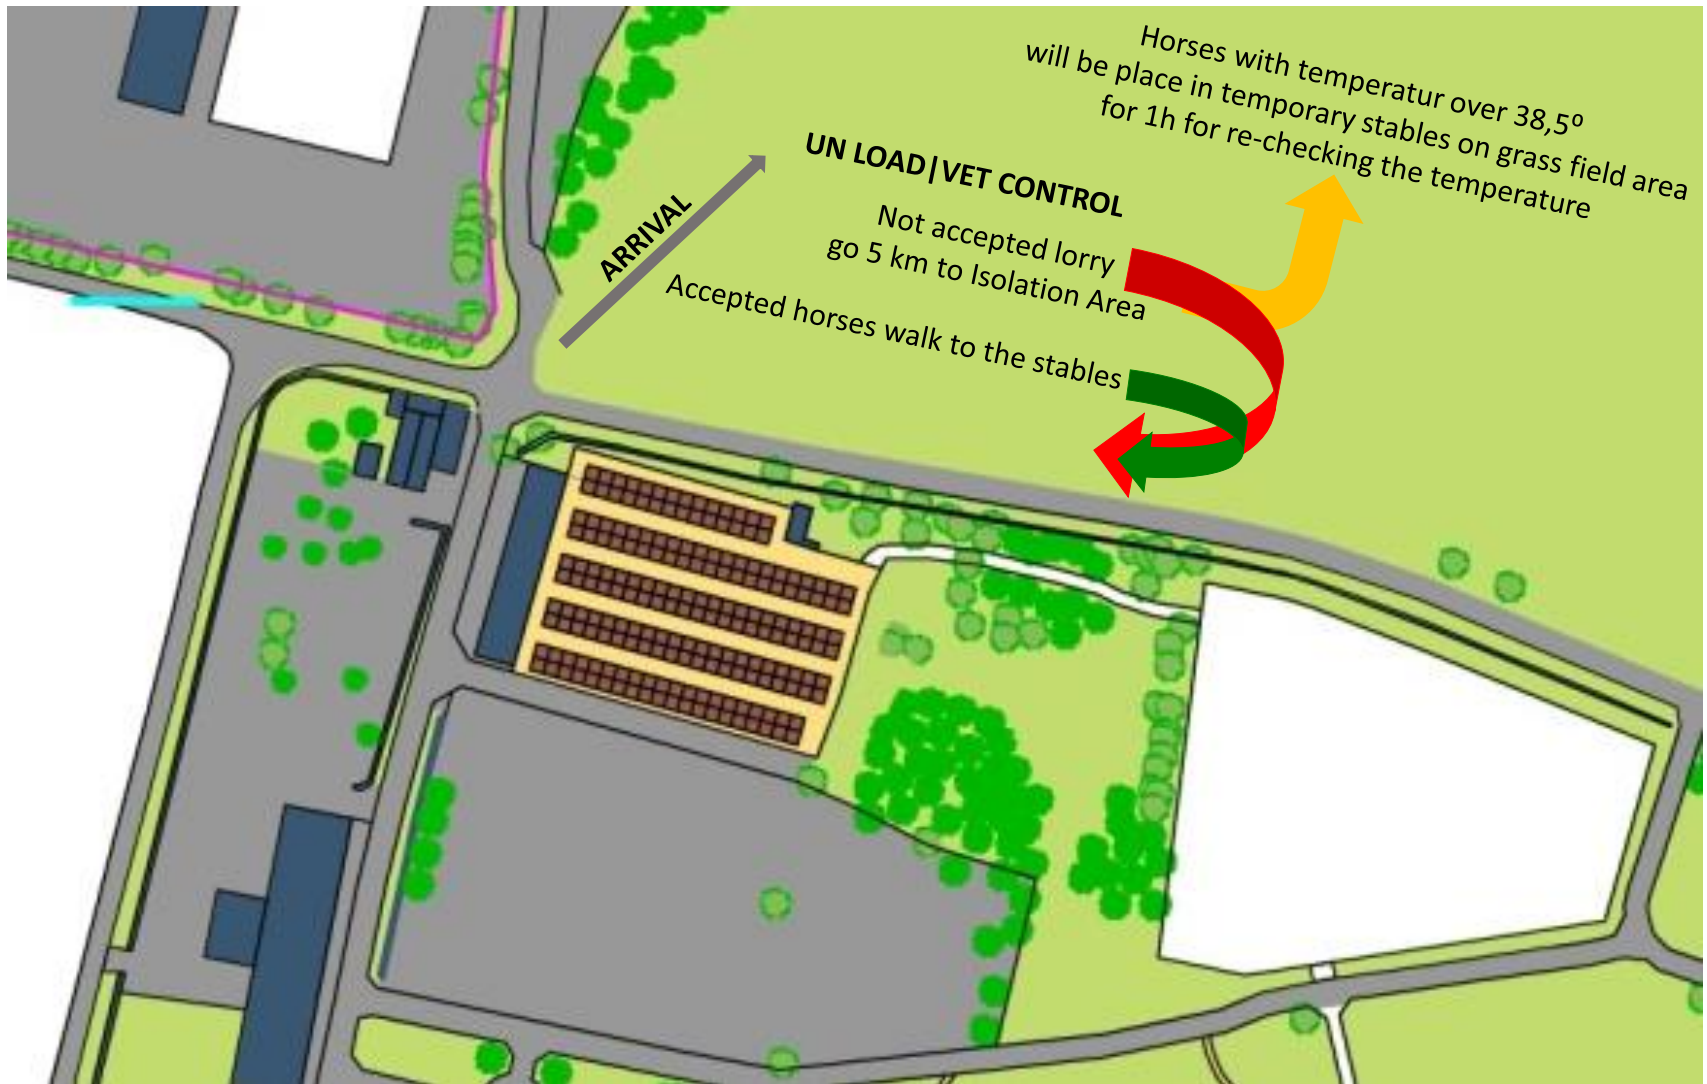 Horses with temperatur over 38,5º
will be place in temporary stables on grass field area
for 1h for re-checking the temperature
UN LOAD|VET CONTROL
ARRIVAL
Not accepted lorry
go 5 km to Isolation Area
Accepted horses walk to the stables